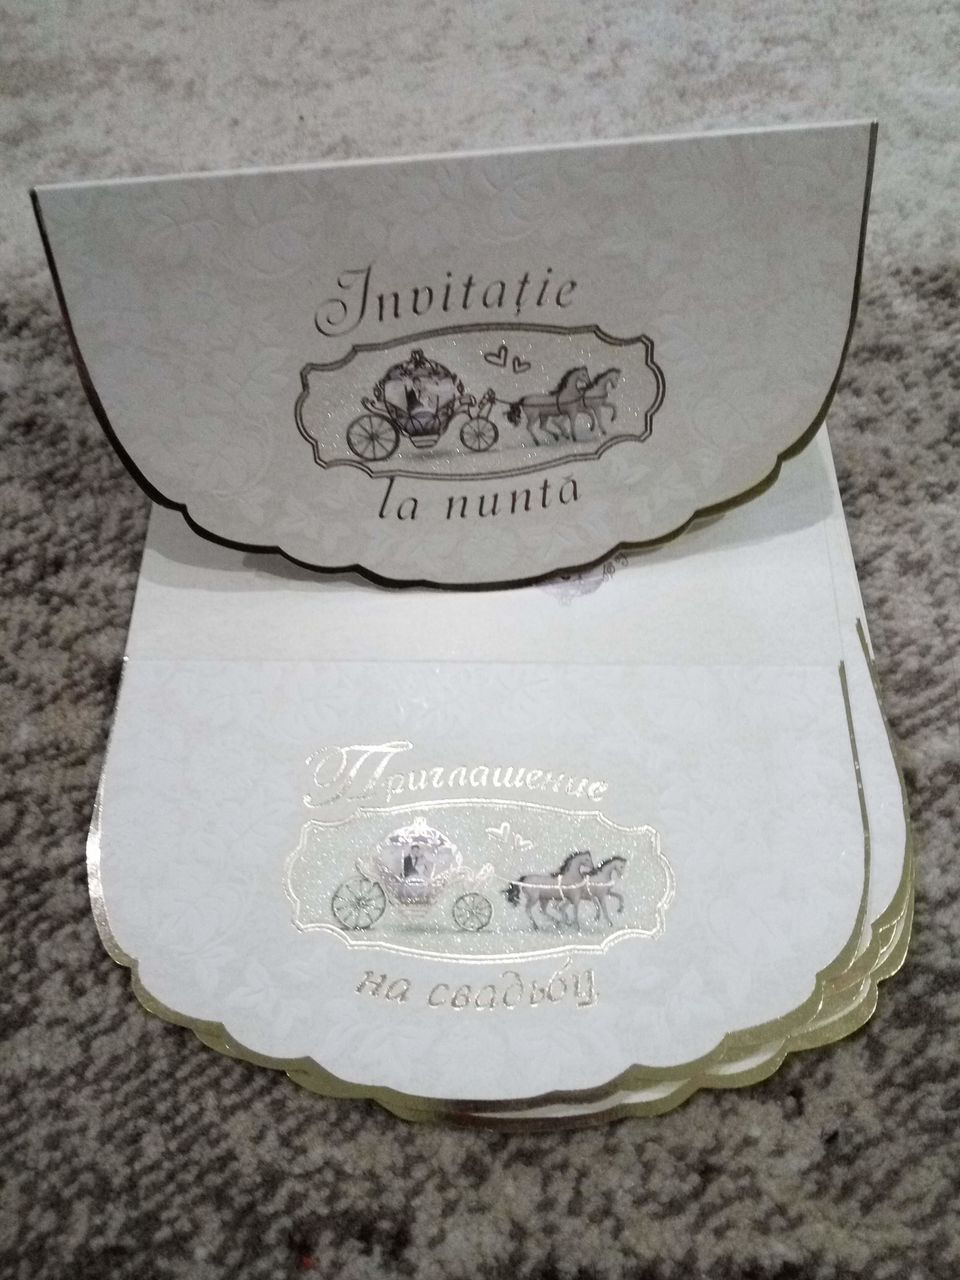 Invitație
la nuntă
Приглашение
на свадьбу